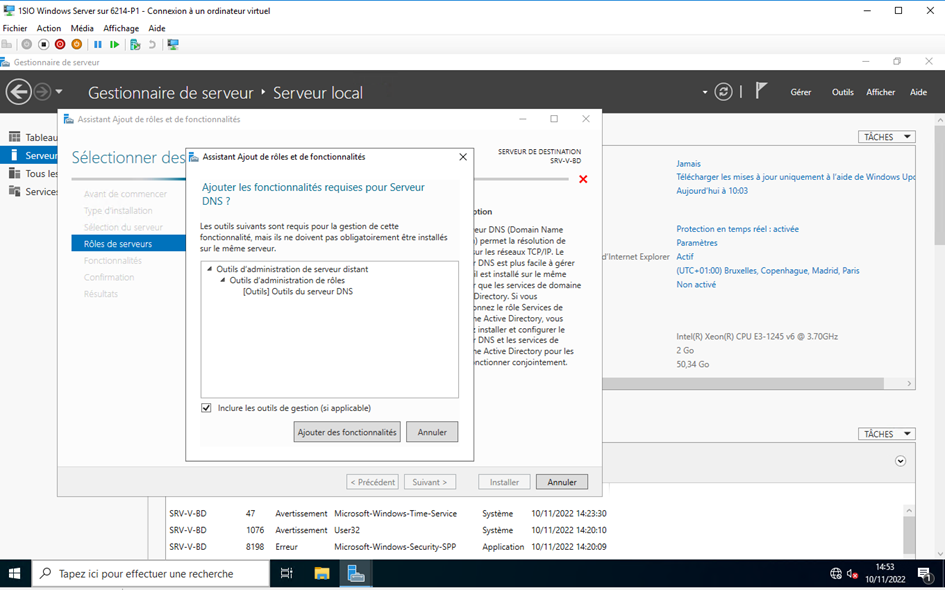 1SIO Windows Server sur 6214-P1 - Connexion à un ordinateur virtuel
Fichier Action Média Affichage Aide
Gestionnaire de serveur
Gestionnaire de serveur ‣ Serveur local
Gérer Outils Afficher Aide
Assistant Ajout de rôles et de fonctionnalités
Tableau
Serveur
Tous les
Service
Sélectionner des
SERVEUR DE DESTINATION
SRV-V-BD
Avant de commencer
Type d'installation
Sélection du serveur
Rôles de serveurs
Fonctionnalités
Confirmation
Résultats
Assistant Ajout de rôles et de fonctionnalités
Ajouter les fonctionnalités requises pour Serveur
DNS ?
Les outils suivants sont requis pour la gestion de cette
fonctionnalité, mais ils ne doivent pas obligatoirement être installés
sur le même serveur.
Outils d'administration de serveur distant
Outils d'administration de rôles
[Outils] Outils du serveur DNS
Inclure les outils de gestion (si applicable)
Ajouter des fonctionnalités Annuler
ption
eur DNS (Domain Name
) permet la résolution de
ur les réseaux TCP/IP. Le
DNS est plus facile à gérer
il est installé sur le même
que les services de domaine
Directory. Si vous
onnez le rôle Services de
e Active Directory, vous
installer et configurer le
DNS et les services de
e Active Directory pour les
onctionner conjointement.
< Précédent Suivant > Installer Annuler
TÂCHES
Jamais
Télécharger les mises à jour uniquement à l'aide de Windows Upd
Aujourd'hui à 10:03
Protection en temps réel : activée
Paramètres
d'Internet Explorer Actif
(UTC+01:00) Bruxelles, Copenhague, Madrid, Paris
Non activé
Intel(R) Xeon(R) CPU E3-1245 v6 @ 3.70GHz
2 Go
50,34 Go
TÂCHES
SRV-V-BD 47 Avertissement Microsoft-Windows-Time-Service Système 10/11/2022 14:23:30
SRV-V-BD 1076 Avertissement User32 Système 10/11/2022 14:20:10
SRV-V-BD 8198 Erreur Microsoft-Windows-Security-SPP Application 10/11/2022 14:20:09
Tapez ici pour effectuer une recherche
14:53
10/11/2022
1